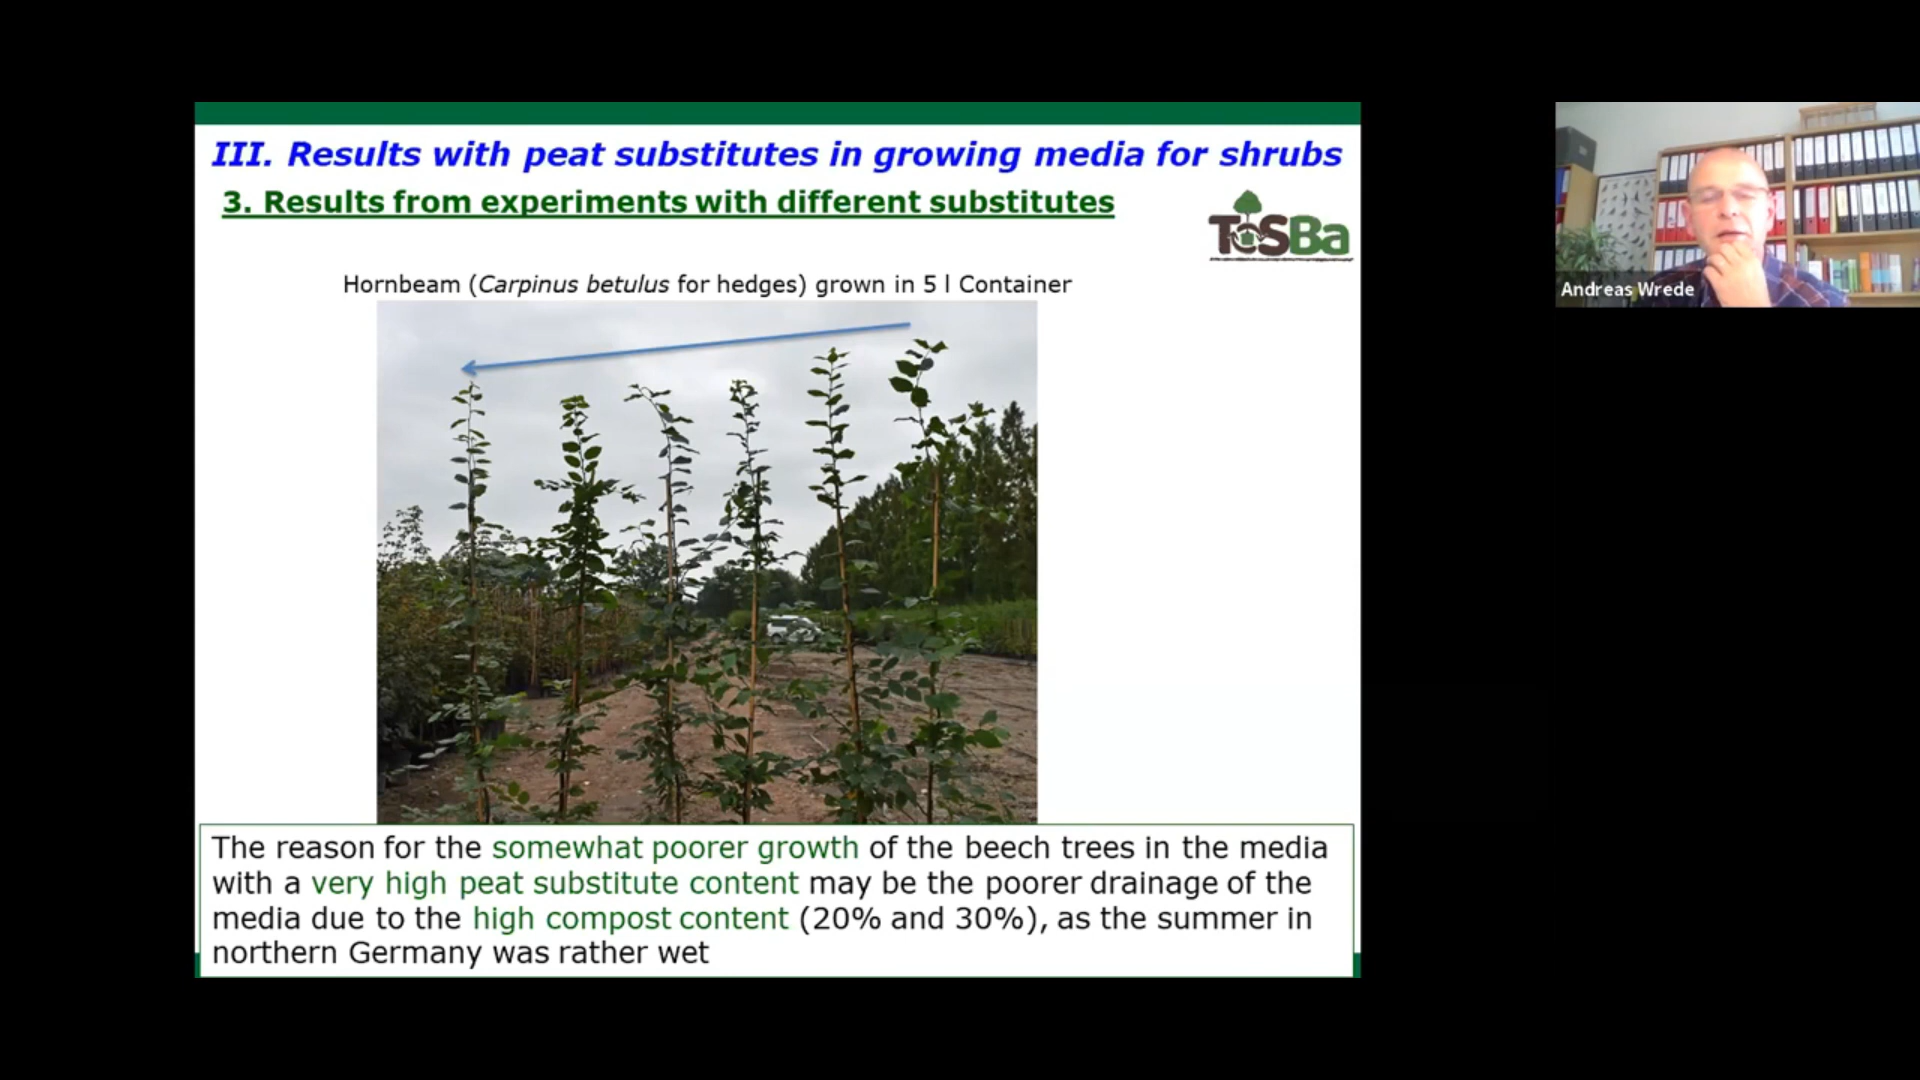 III. Results with peat substitutes in growing media for shrubs
3. Results from experiments with different substitutes
ToSBa
Hornbeam (Carpinus betulus for hedges) grown in 5 l Container
The reason for the somewhat poorer growth of the beech trees in the media
with a very high peat substitute content may be the poorer drainage of the
media due to the high compost content (20% and 30%), as the summer in
northern Germany was rather wet
Andreas Wrede